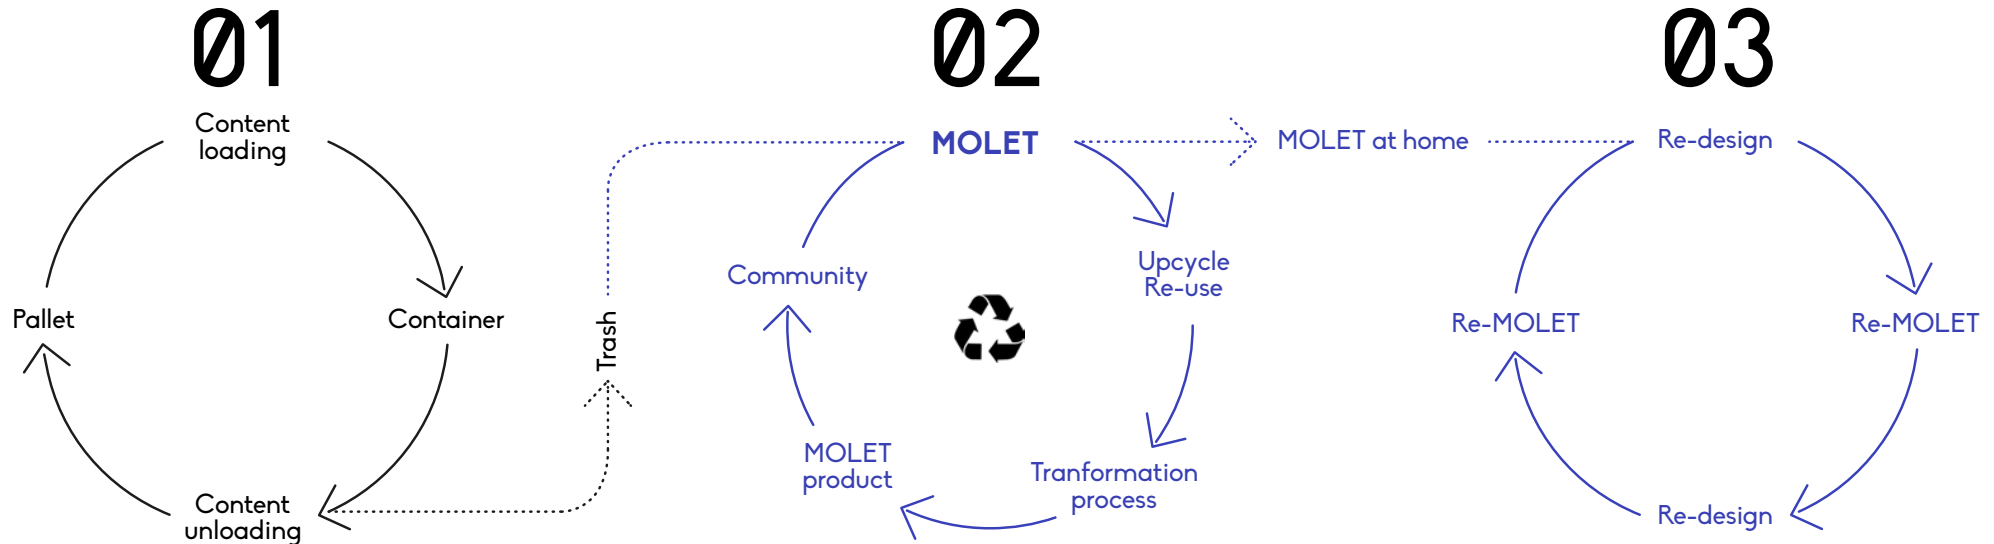 01
Content
loading
Container
Content
unloading
Pallet
Trash
02
MOLET
Upcycle
Re-use
Tranformation
process
MOLET
product
Community
MOLET at home
03
Re-design
Re-MOLET
Re-design
Re-MOLET